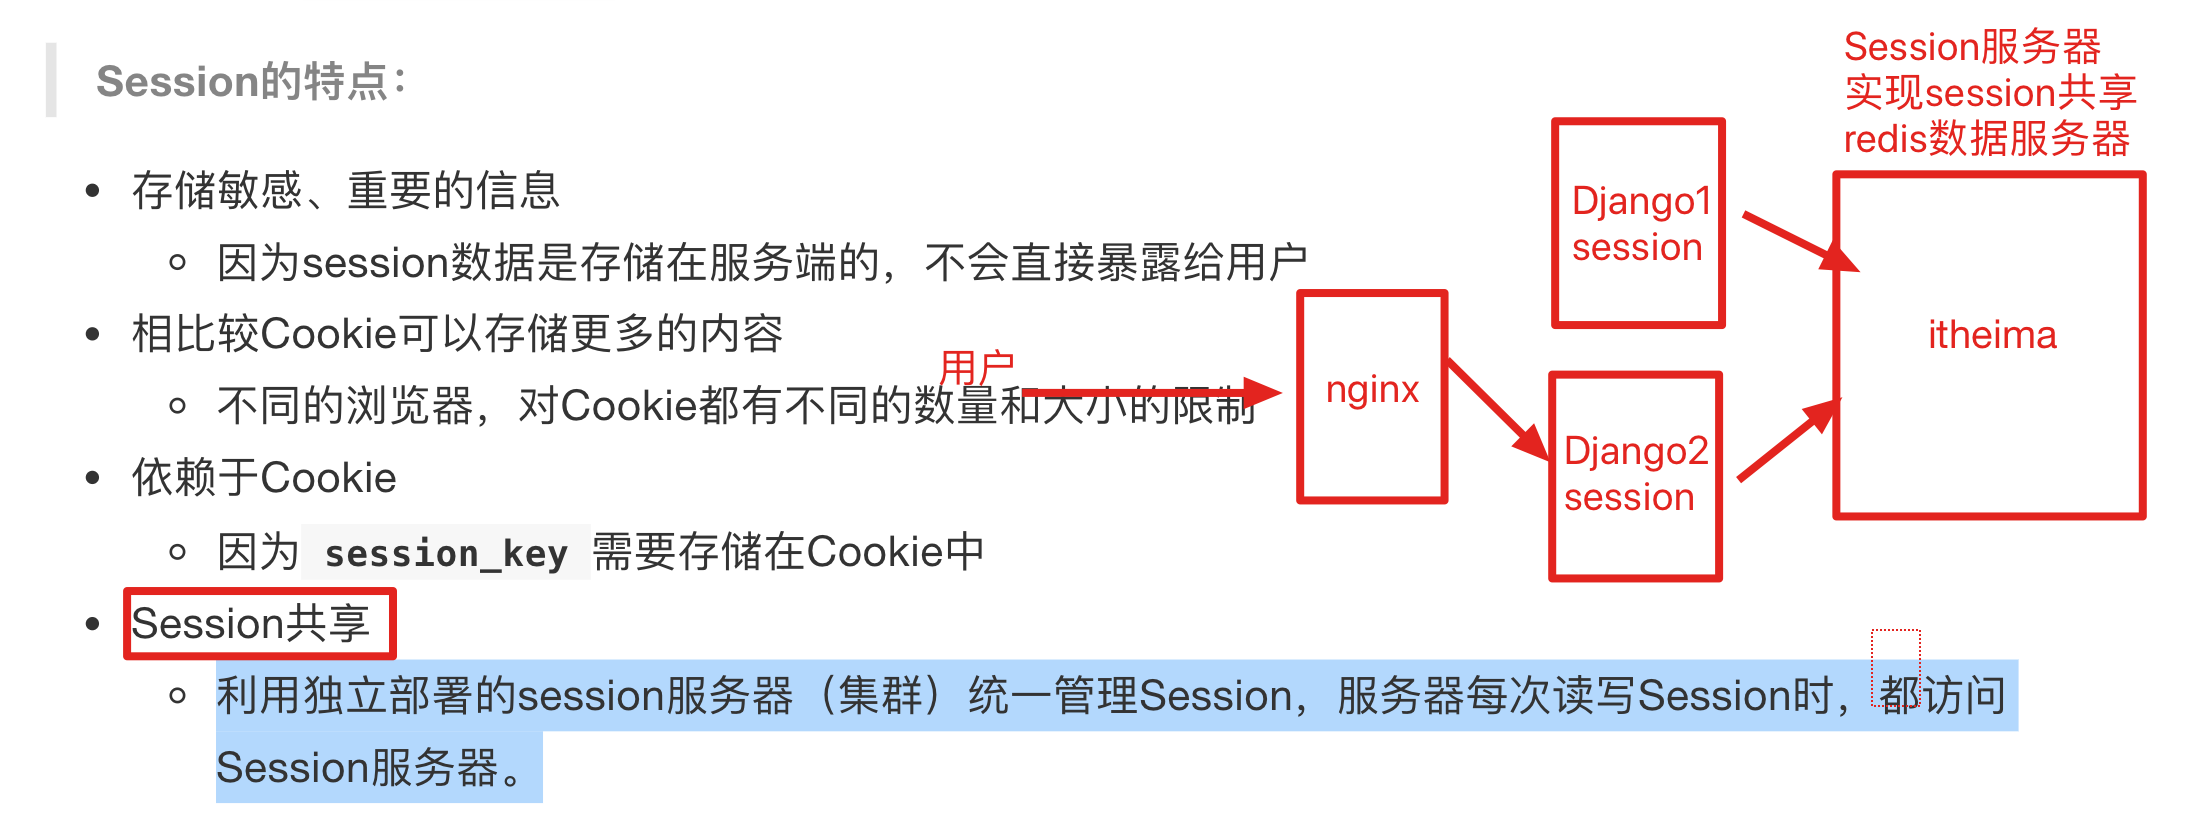 Session的特点：
存储敏感、重要的信息
因为session数据是存储在服务端的，不会直接暴露给用户
相比较Cookie可以存储更多的内容
不同的浏览器，对Cookie都有不同的数量和大小的限制
依赖于Cookie
因为 session_key 需要存储在Cookie中
Session共享
利用独立部署的session服务器（集群）统一管理Session，服务器每次读写Session时，都访问
Session服务器。
用户
nginx
Django1
session
Django2
session
Session服务器
实现session共享
redis数据服务器
itheima